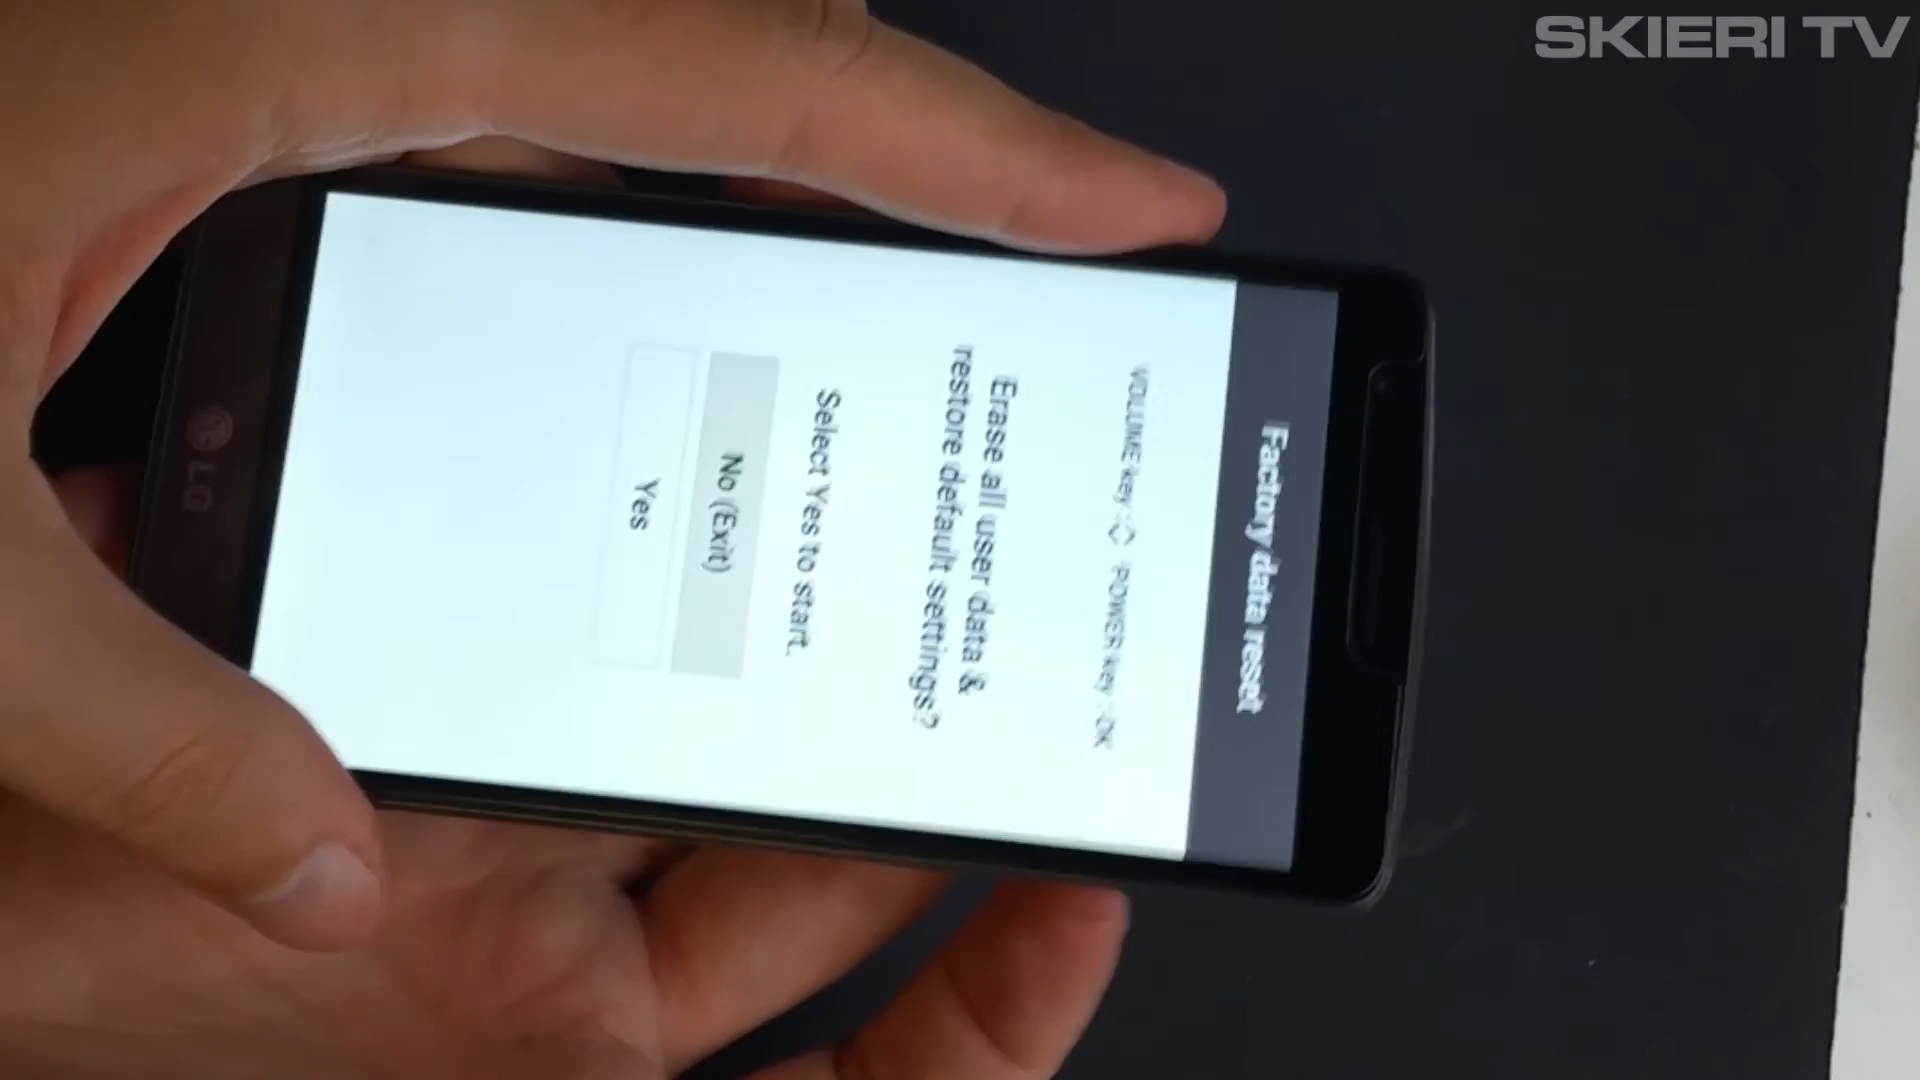 SKIERI TV
Factory data reset
VOLUME key : POWER key : OK
Erase all user data &
restore default settings?
Select Yes to start.
No (Exit)
Yes
LG